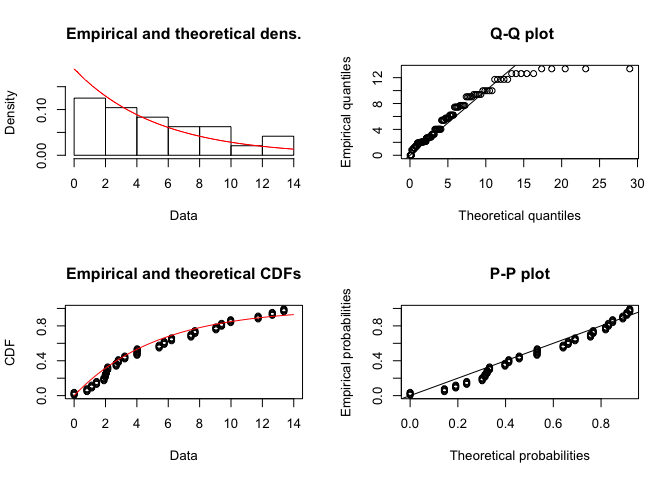 Empirical and theoretical dens.
Density
0.00
0.10
0 2 4 6 8 10 12 14
Data
Q-Q plot
Empirical quantiles
0 4 8 12
0 5 10 15 20 25 30
Theoretical quantiles
Empirical and theoretical CDFs
CDF
0.0 0.4 0.8
0 2 4 6 8 10 12 14
Data
P-P plot
Empirical probabilities
0.0 0.4 0.8
0.0 0.2 0.4 0.6 0.8
Theoretical probabilities